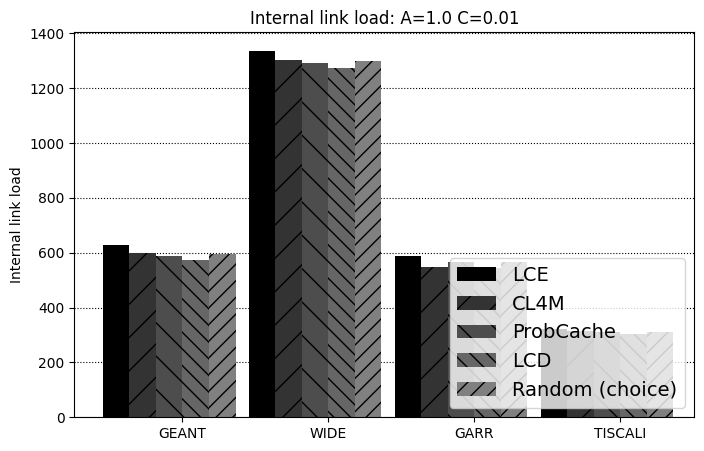 Internal link load: A=1.0 C=0.01
Internal link load
1400
1200
1000
800
600
400
200
0
GEANT
WIDE
GARR
TISCALI
LCE
CL4M
ProbCache
LCD
Random (choice)